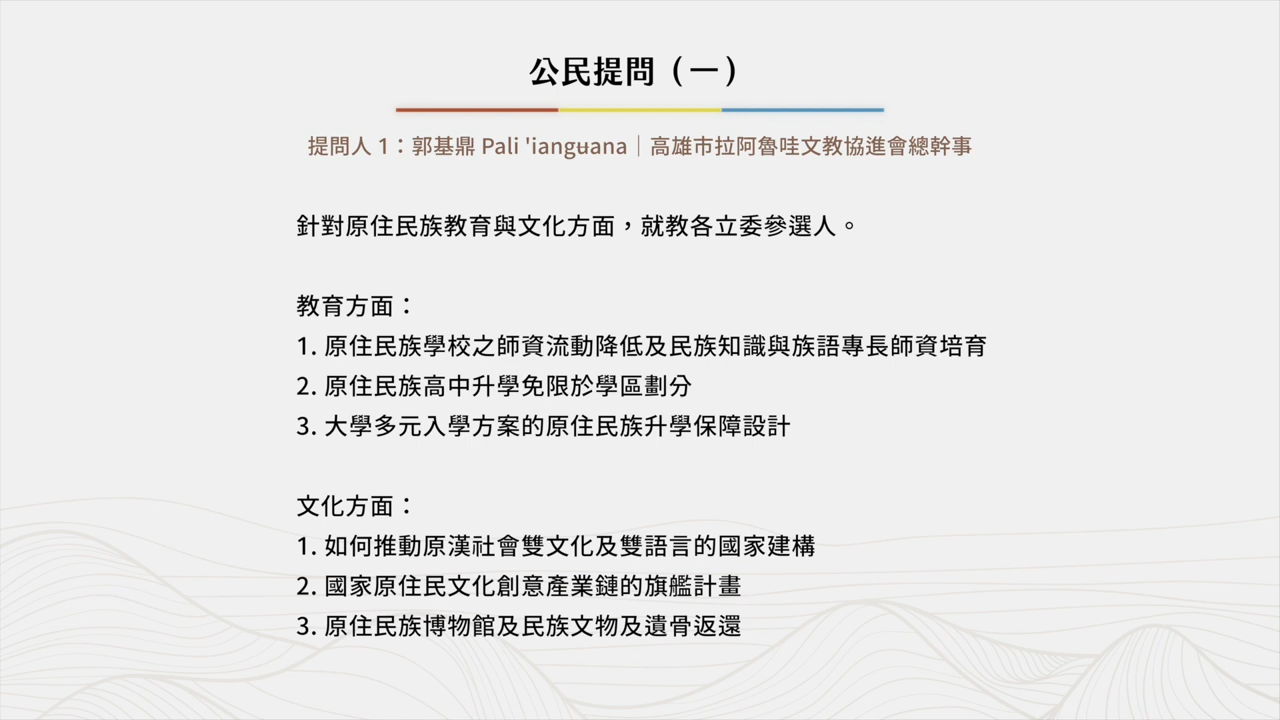 公民提問（一）
提問人 1：郭基鼎 Pali 'iangʉana｜高雄市拉阿魯哇文教協進會總幹事
針對原住民族教育與文化方面，就教各立委參選人。
教育方面：
1. 原住民族學校之師資流動降低及民族知識與族語專長師資培育
2. 原住民族高中升學免限於學區劃分
3. 大學多元入學方案的原住民族升學保障設計
文化方面：
1. 如何推動原漢社會雙文化及雙語言的國家建構
2. 國家原住民文化創意產業鏈的旗艦計畫
3. 原住民族博物館及民族文物及遺骨返還